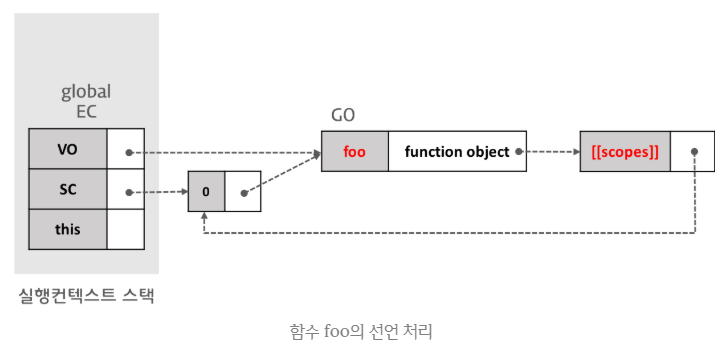 global
EC
VO
SC
this
0
GO
foo function object
[[scopes]]
실행컨텍스트 스택
함수 foo의 선언 처리